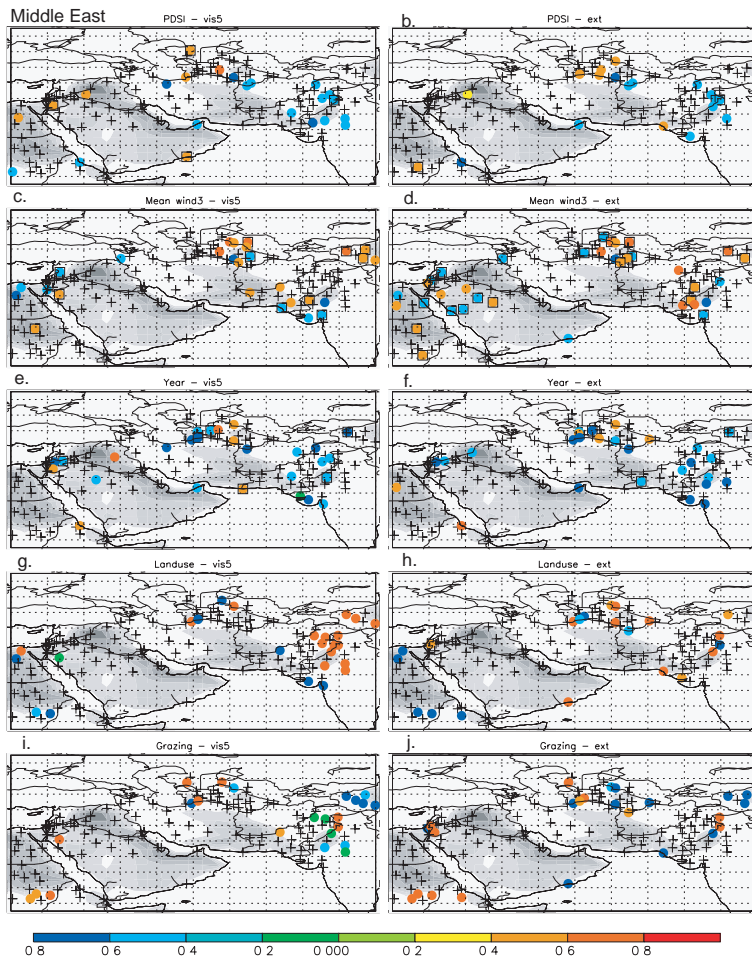 Middle East
PDSI – vis5
b.
PDSI – ext
c.
Mean wind3 – vis5
d.
Mean wind3 – ext
e.
Year – vis5
f.
Year – ext
g.
Landuse – vis5
h.
Landuse – ext
i.
Grazing – vis5
j.
Grazing – ext
0 8 0 6 0 4 0 2 0 000 0 2 0 4 0 6 0 8